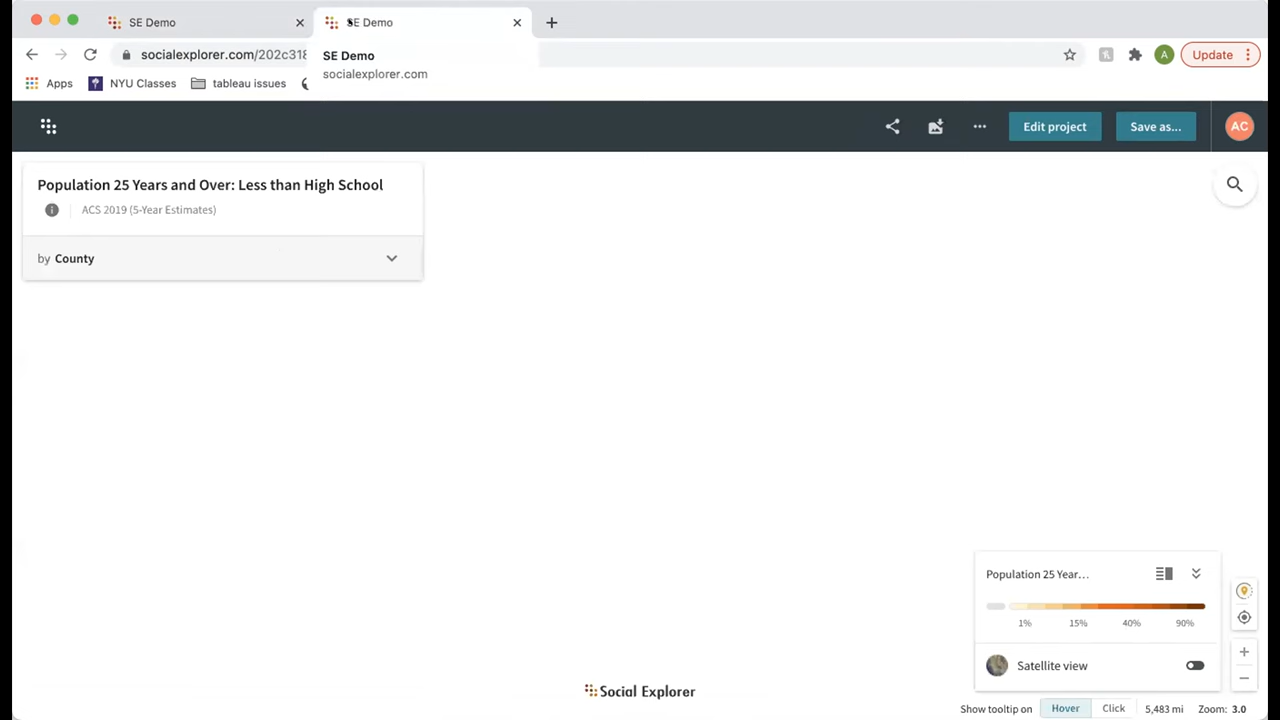 SE Demo
SE Demo
socialexplorer.com/202c318
SE Demo
socialexplorer.com
A
Update
Apps
NYU Classes
tableau issues
Edit project
Save as...
AC
Population 25 Years and Over: Less than High School
ACS 2019 (5-Year Estimates)
by County
Population 25 Year...
1% 15% 40% 90%
Satellite view
Social Explorer
Show tooltip on Hover Click 5,483 mi Zoom: 3.0